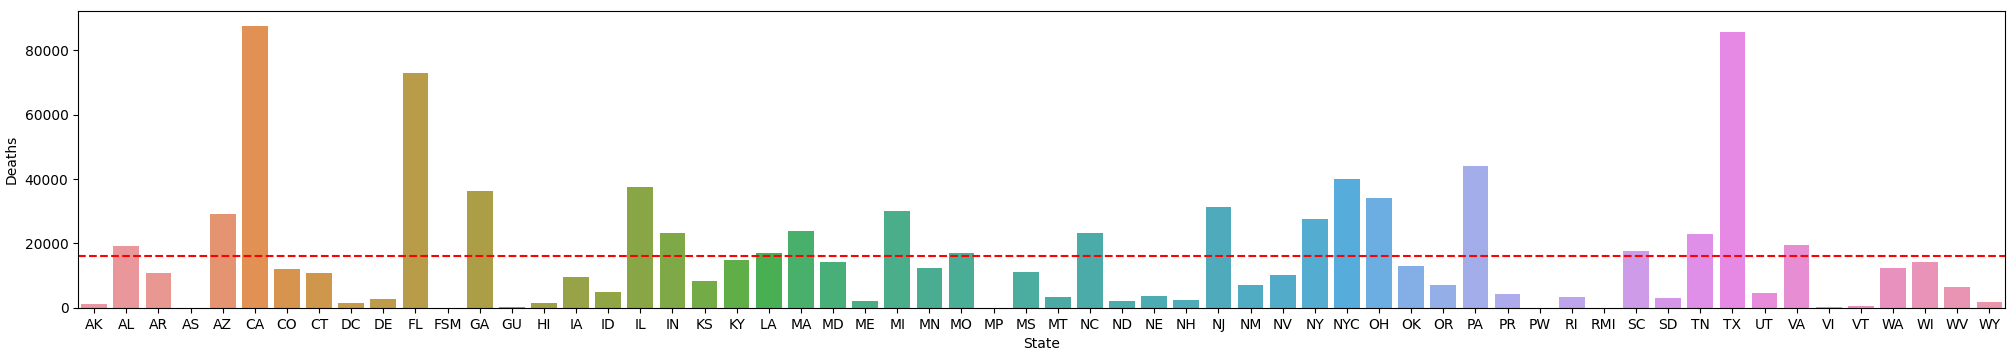 80000
60000
40000
20000
0
Deaths
AK AL AR AS AZ CA CO CT DC DE FL FSM GA GU HI IA ID IL IN KS KY LA MA MD ME MI MN MO MP MS MT NC ND NE NH NJ NM NV NY NYC OH OK OR PA PR PW RI RMI SC SD TN TX UT VA VI VT WA WI WV WY
State